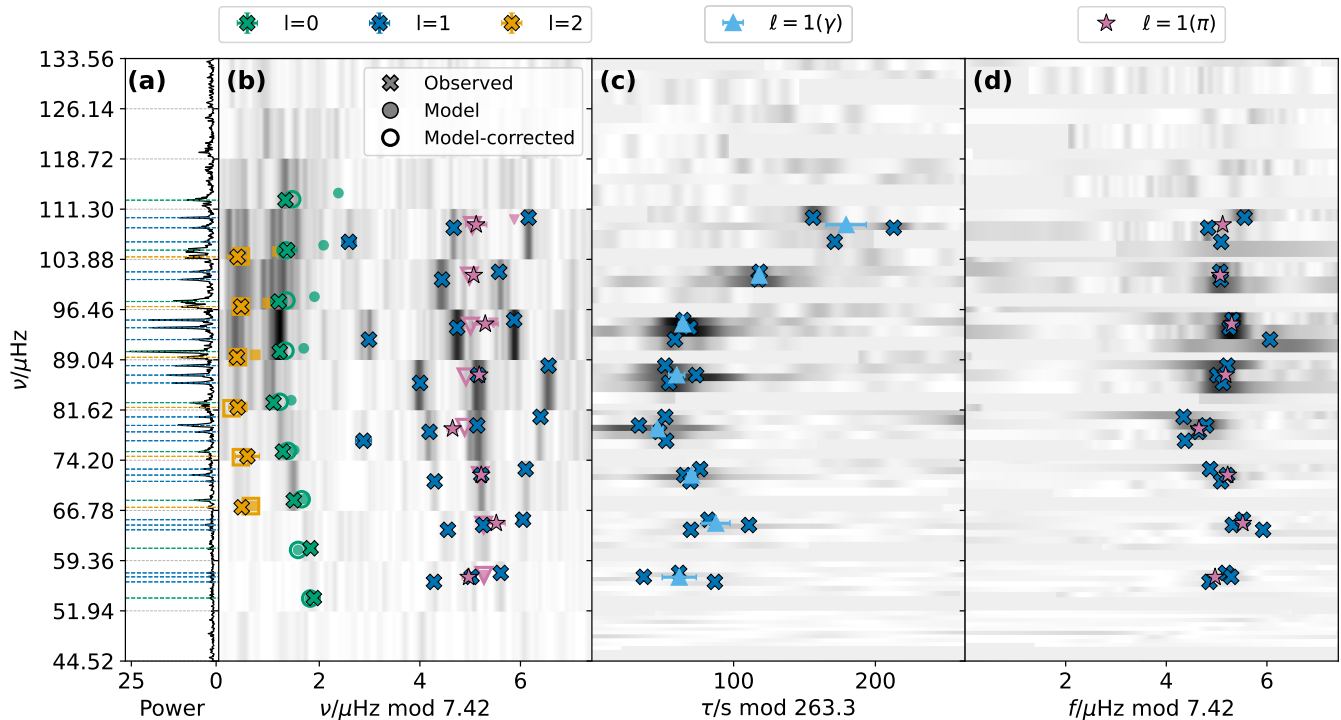 l=0 l=1 l=2 ℓ = 1(γ) ℓ = 1(π)
(a) (b) (c) (d)
Observed
Model
Model-corrected
133.56
126.14
118.72
111.30
103.88
96.46
89.04
81.62
74.20
66.78
59.36
51.94
44.52
ν/μHz
25 0 2 4 6 100 200 2 4 6
Power ν/μHz mod 7.42 τ/s mod 263.3 f/μHz mod 7.42